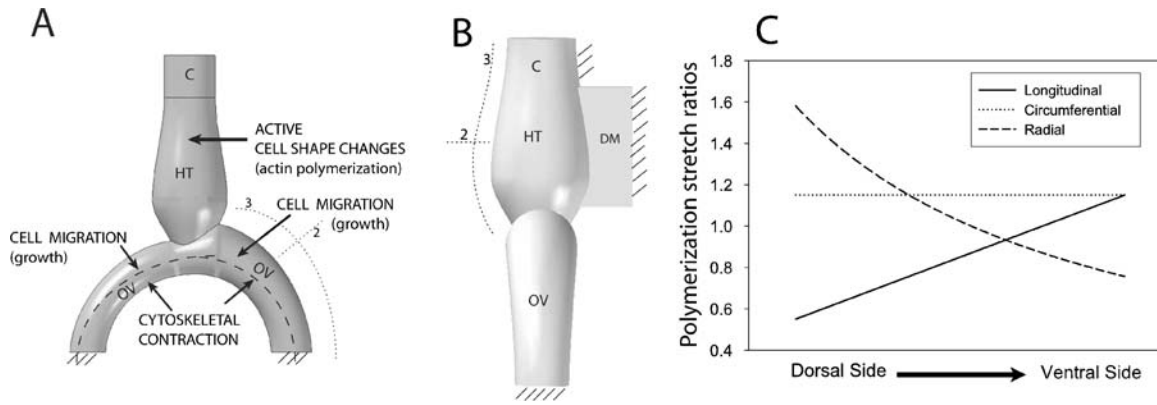 A
C
ACTIVE
CELL SHAPE CHANGES
(actin polymerization)
HT
3
CELL MIGRATION
(growth)
2
CELL MIGRATION
(growth)
OV
OV
CYTOSKELETAL
CONTRACTION
B
3
C
2
HT
DM
OV
C
Polymerization stretch ratios
1.8
1.6
1.4
1.2
1.0
0.8
0.6
0.4
Longitudinal
Circumferential
Radial
Dorsal Side
Ventral Side